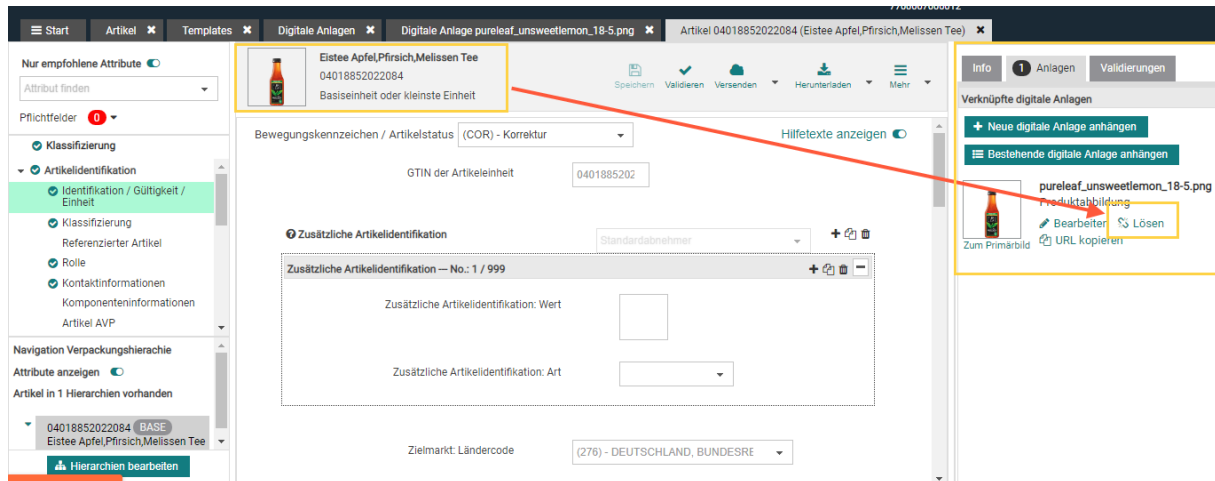 ☰ Start
Artikel ✖
Templates ✖
Digitale Anlagen ✖
Digitale Anlage pureleaf_unsweetlemon_18-5.png ✖
Artikel 04018852022084 (Eistee Apfel,Pfirsich,Melissen Tee) ✖
Nur empfohlene Attribute
Attribut finden
Pflichtfelder 0
Klassifizierung
Artikelidentifikation
Identifikation / Gültigkeit /
Einheit
Klassifizierung
Referenzierter Artikel
Rolle
Kontaktinformationen
Komponenteninformationen
Artikel AVP
Navigation Verpackungshierachie
Attribute anzeigen
Artikel in 1 Hierarchien vorhanden
04018852022084 BASE
Eistee Apfel,Pfirsich,Melissen Tee
Hierarchien bearbeiten
Eistee Apfel,Pfirsich,Melissen Tee
04018852022084
Basiseinheit oder kleinste Einheit
Speichern Validieren Versenden Herunterladen Mehr
Bewegungskennzeichen / Artikelstatus (COR) - Korrektur
Hilfetexte anzeigen
GTIN der Artikeleinheit 0401885202
Zusätzliche Artikelidentifikation Standardabnehmer
Zusätzliche Artikelidentifikation — No.: 1 / 999
Zusätzliche Artikelidentifikation: Wert
Zusätzliche Artikelidentifikation: Art
Zielmarkt: Ländercode (276) - DEUTSCHLAND, BUNDESRE
Info 1 Anlagen Validierungen
Verknüpfte digitale Anlagen
+ Neue digitale Anlage anhängen
Bestehende digitale Anlage anhängen
pureleaf_unsweetlemon_18-5.png
Produktabbildung
Bearbeiten Lösen
Zum Primärbild URL kopieren